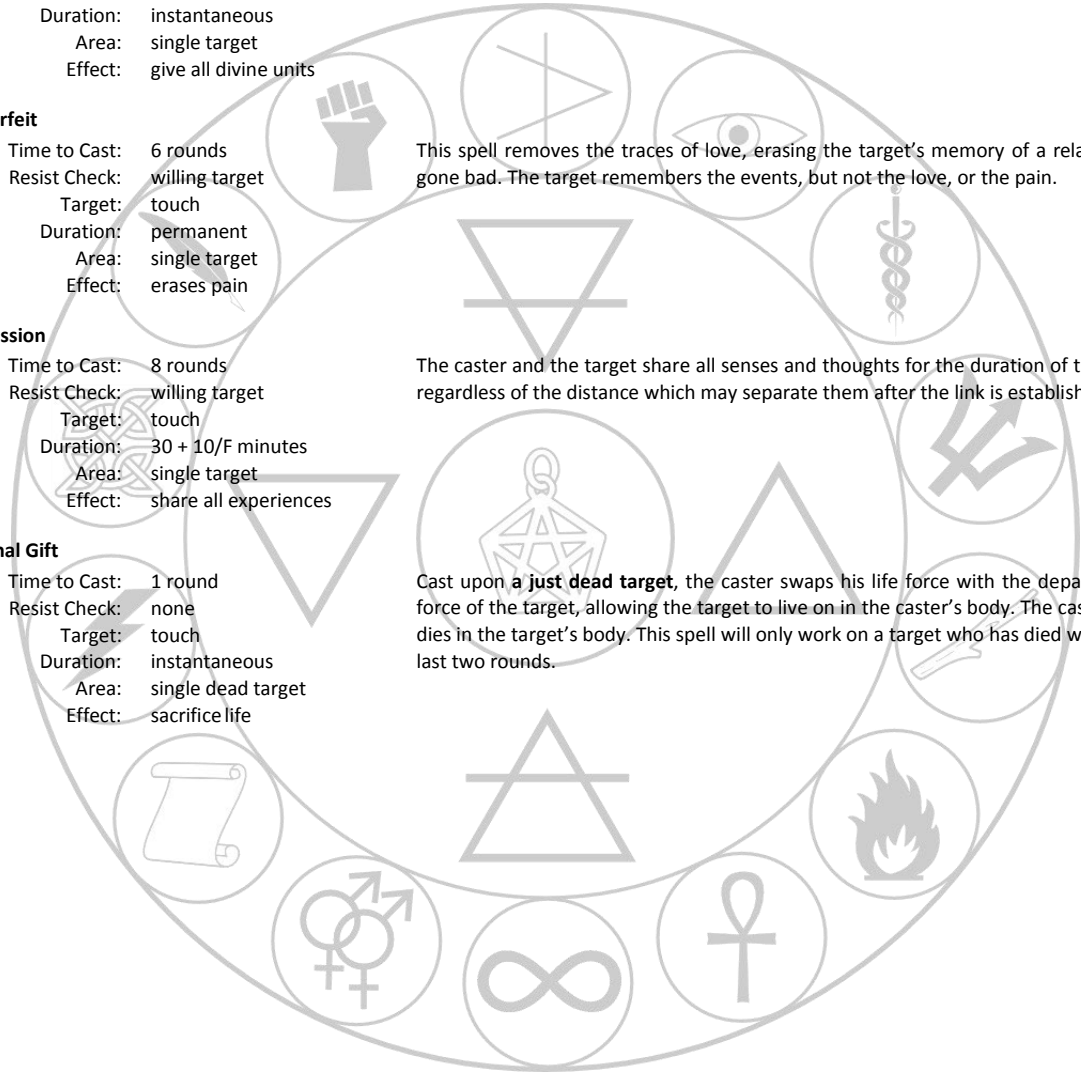 Duration: instantaneous
Area: single target
Effect: give all divine units
rfeit
Time to Cast: 6 rounds
Resist Check: willing target
Target: touch
Duration: permanent
Area: single target
Effect: erases pain
This spell removes the traces of love, erasing the target's memory of a rela
gone bad. The target remembers the events, but not the love, or the pain.
ssion
Time to Cast: 8 rounds
Resist Check: willing target
Target: touch
Duration: 30 + 10/F minutes
Area: single target
Effect: share all experiences
The caster and the target share all senses and thoughts for the duration of t
regardless of the distance which may separate them after the link is establish
nal Gift
Time to Cast: 1 round
Resist Check: none
Target: touch
Duration: instantaneous
Area: single dead target
Effect: sacrifice life
Cast upon a just dead target, the caster swaps his life force with the depa
force of the target, allowing the target to live on in the caster's body. The cas
dies in the target's body. This spell will only work on a target who has died w
last two rounds.